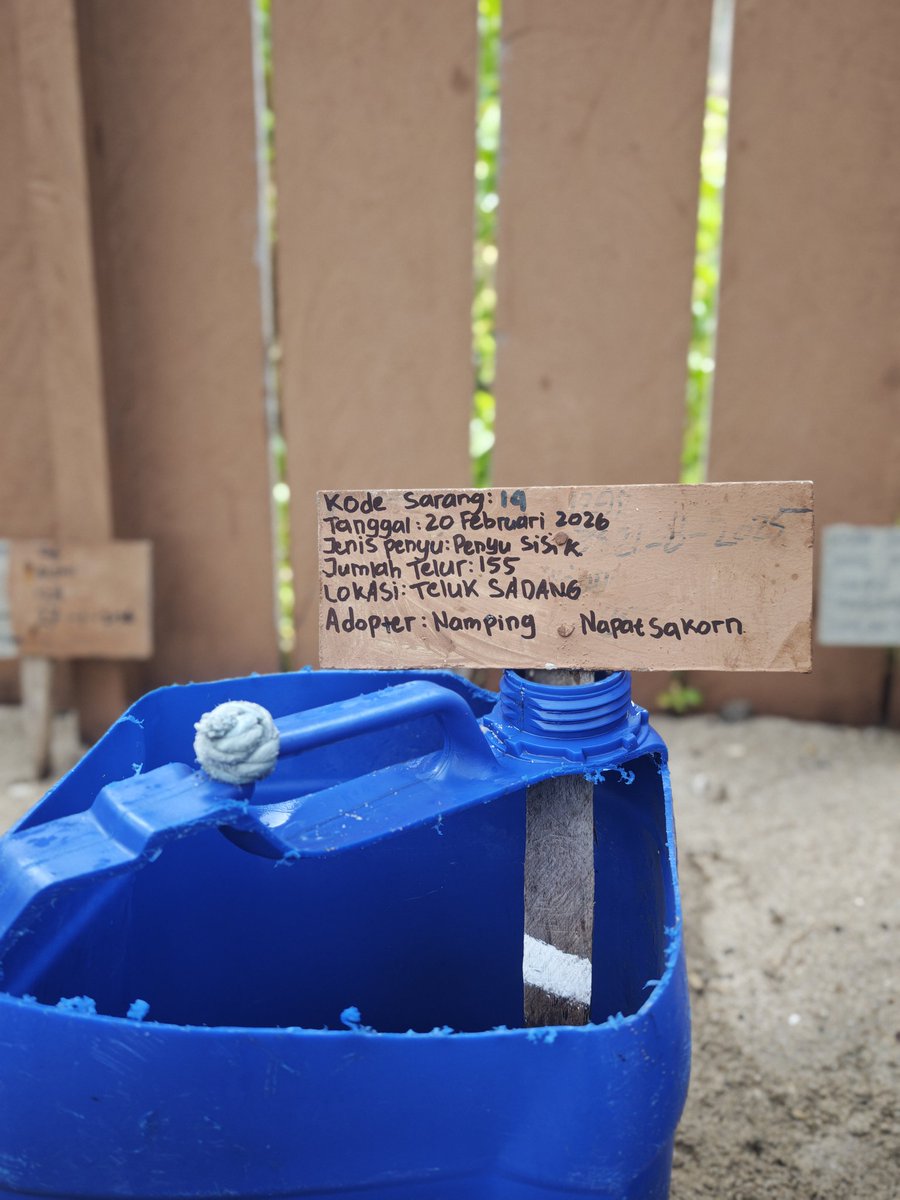 Kode Sarang: 19
Tanggal: 20 Februari 2026
Jenis penyu: Penyu Sisik
Jumlah Telur: 155
LOKASi: TELUK SADANG
Adopter: Namping Napatsakorn